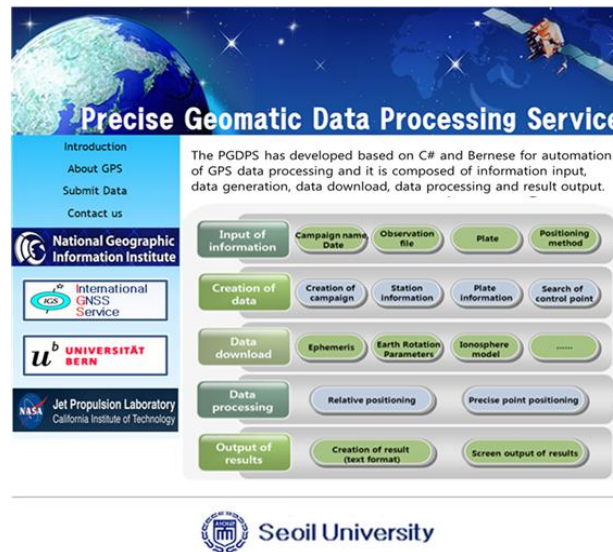 Precise Geomatic Data Processing Service
Introduction
About GPS
Submit Data
Contact us
National Geographic
Information Institute
IGS
International
GNSS
Service
u^b UNIVERSITÄT
BERN
NASA
Jet Propulsion Laboratory
California Institute of Technology
The PGDPS has developed based on C# and Bernese for automation
of GPS data processing and it is composed of information input,
data generation, data download, data processing and result output.
Input of
information
Campaign name,
Date
Observation
file
Plate
Positioning
method
Creation of
data
Creation of
campaign
Station
information
Plate
information
Search of
control point
Data
download
Ephemeris
Earth Rotation
Parameters
Ionosphere
model
......
Data
processing
Relative positioning
Precise point positioning
Output of
results
Creation of result
(text format)
Screen output of results
Seoil University